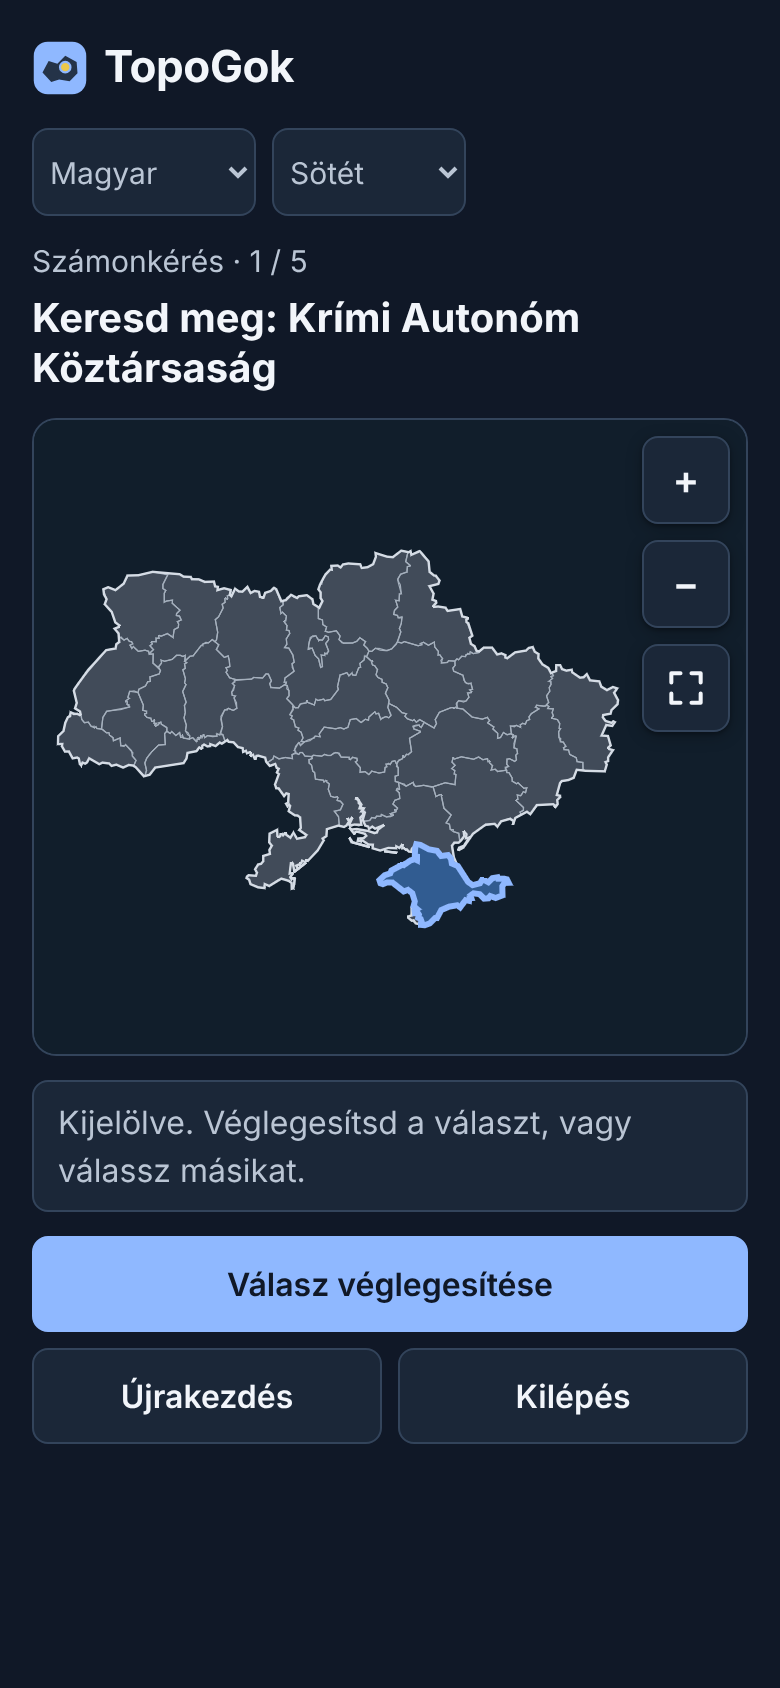 TopoGok
Magyar
Sötét
Számonkérés · 1 / 5
Keresd meg: Krími Autonóm
Köztársaság
+
−
Kijelölve. Véglegesítsd a választ, vagy
válassz másikat.
Válasz véglegesítése
Újrakezdés
Kilépés